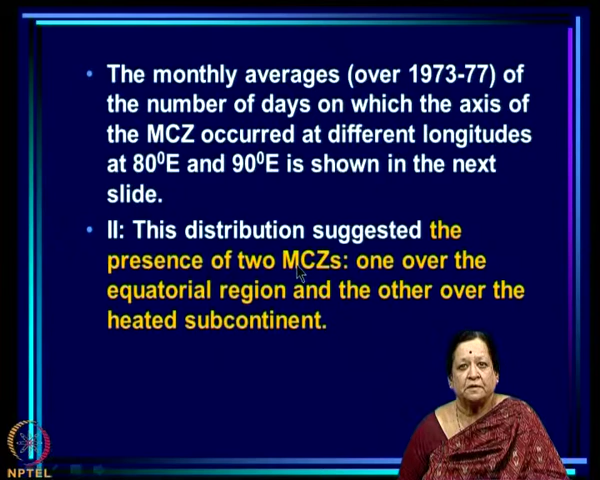 • The monthly averages (over 1973-77) of
the number of days on which the axis of
the MCZ occurred at different longitudes
at 80⁰E and 90⁰E is shown in the next
slide.
• II: This distribution suggested the
presence of two MCZs: one over the
equatorial region and the other over the
heated subcontinent.
NPTEL